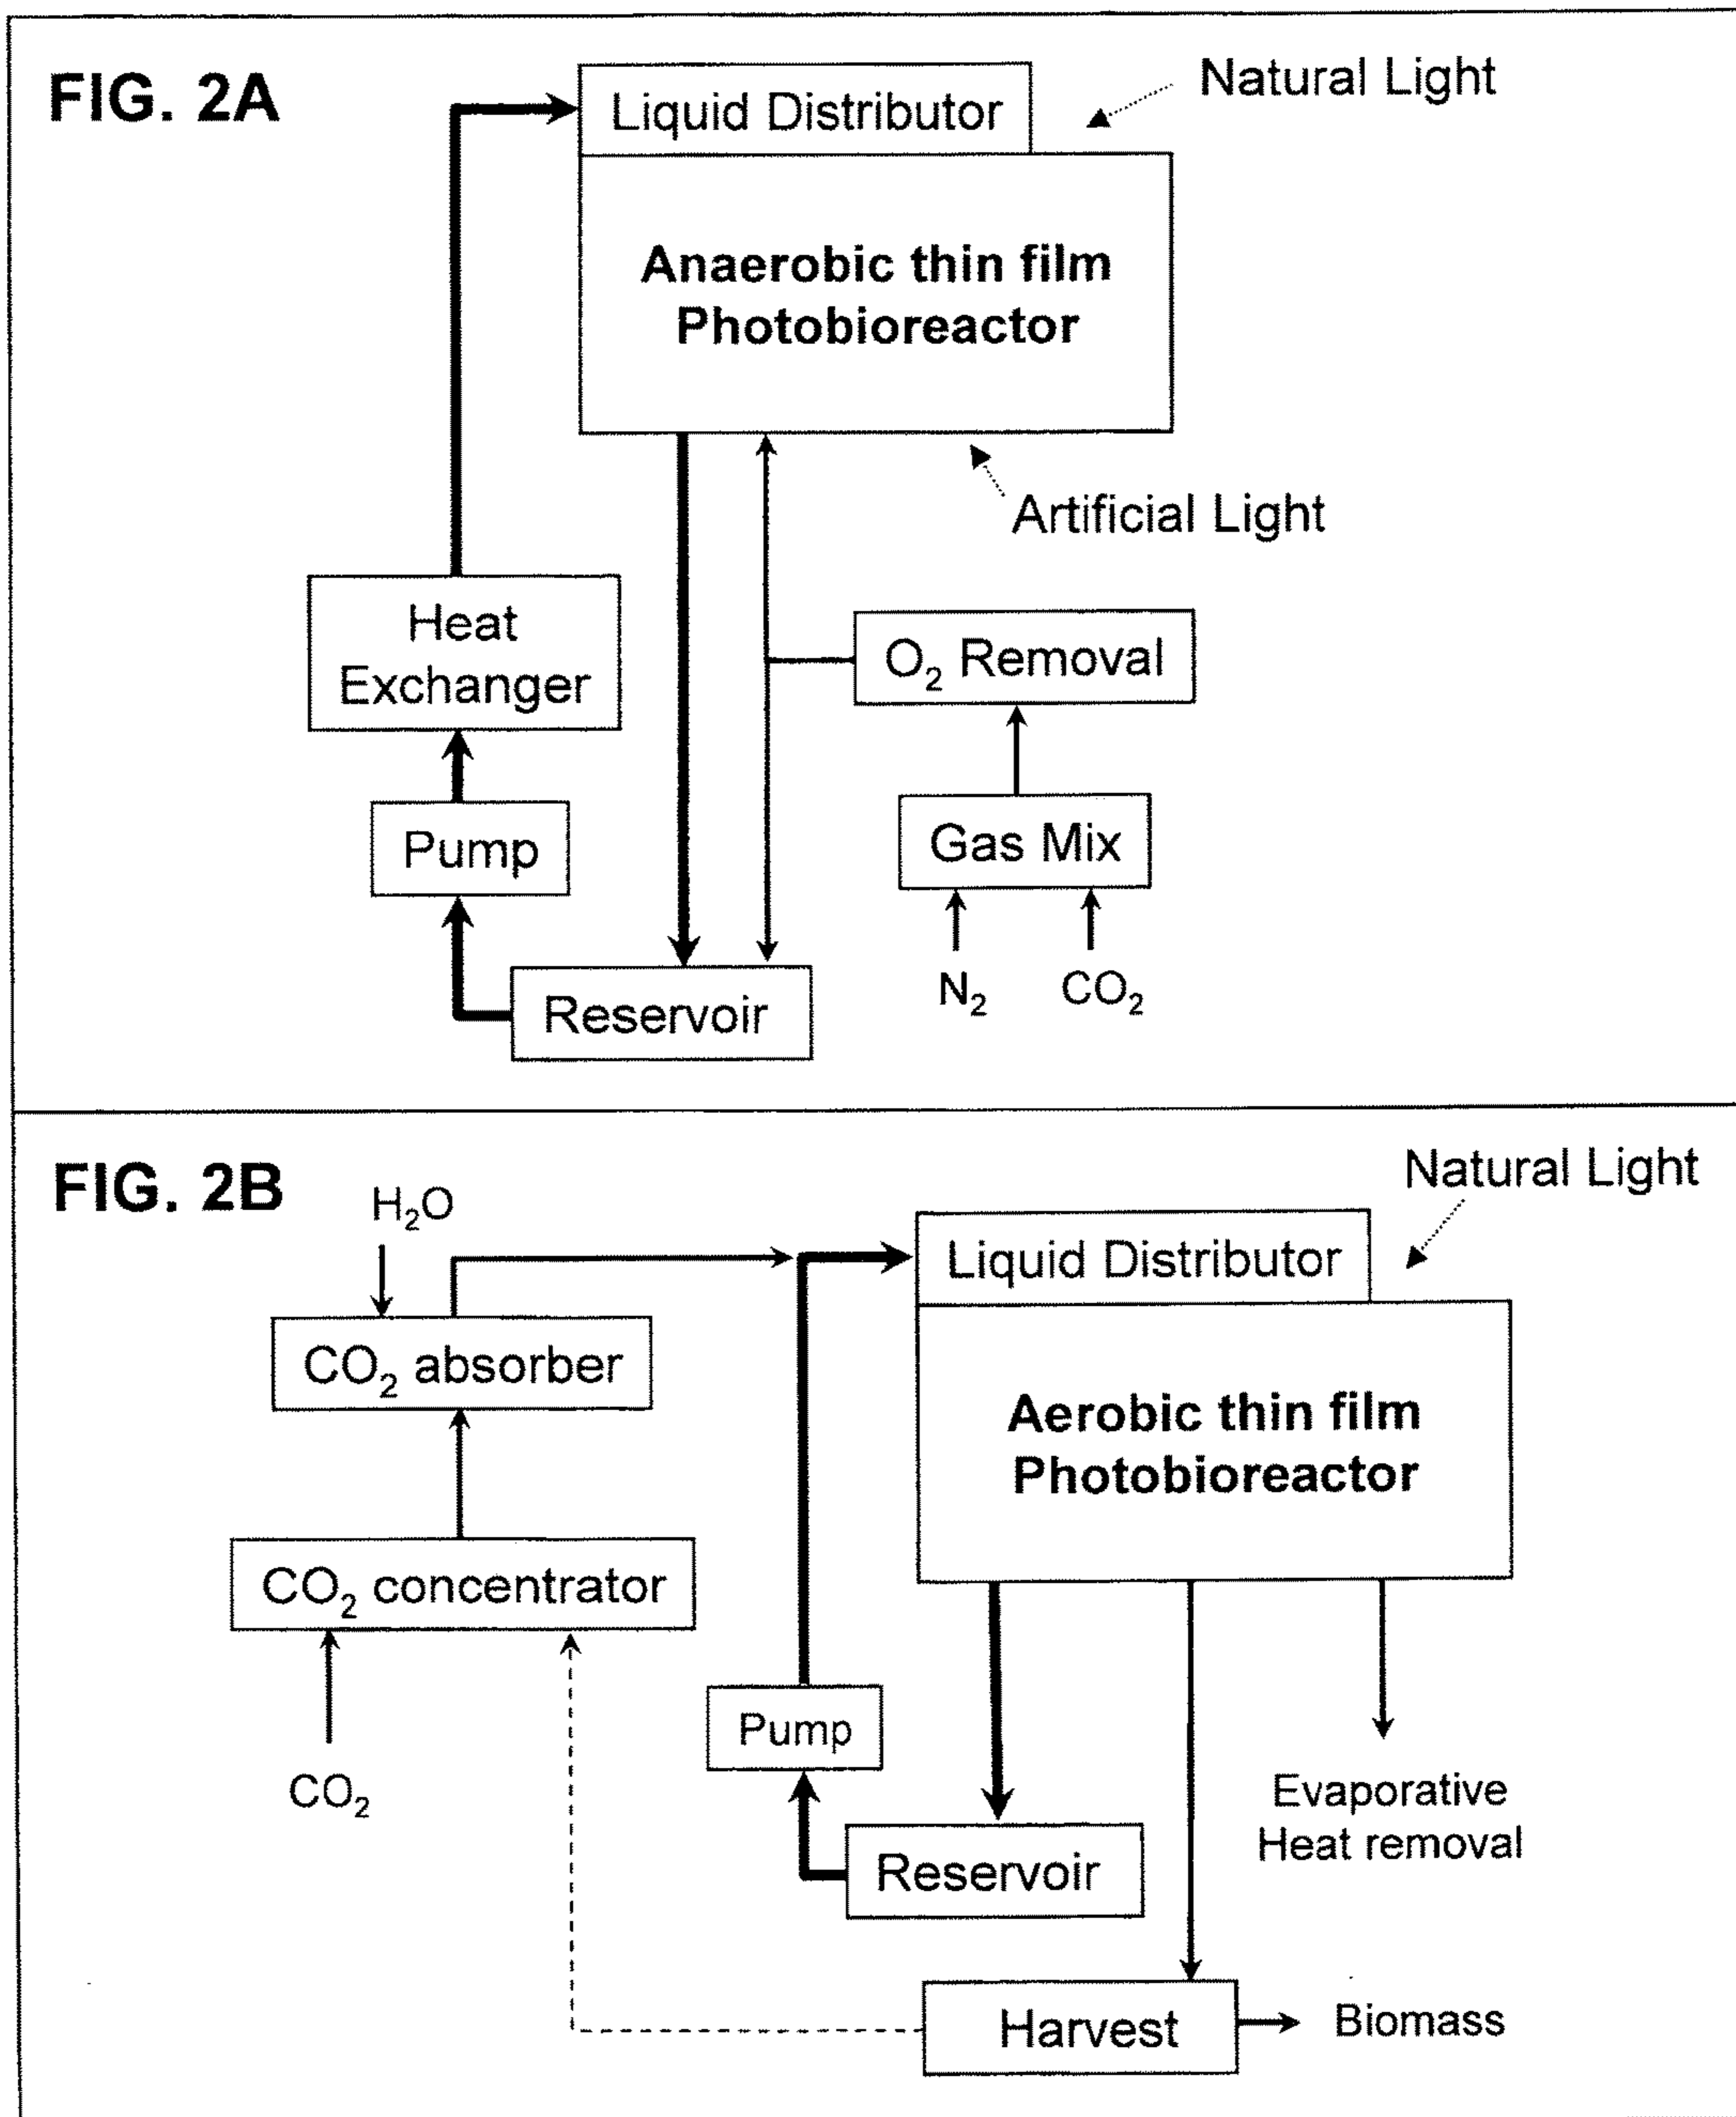 FIG. 2A
Natural Light
Liquid Distributor
Anaerobic thin film
Photobioreactor
Artificial Light
Heat
Exchanger
O₂ Removal
Pump
Gas Mix
N₂
CO₂
Reservoir
FIG. 2B
Natural Light
H₂O
Liquid Distributor
CO₂ absorber
Aerobic thin film
Photobioreactor
CO₂ concentrator
Pump
CO₂
Evaporative
Heat removal
Reservoir
Harvest
Biomass